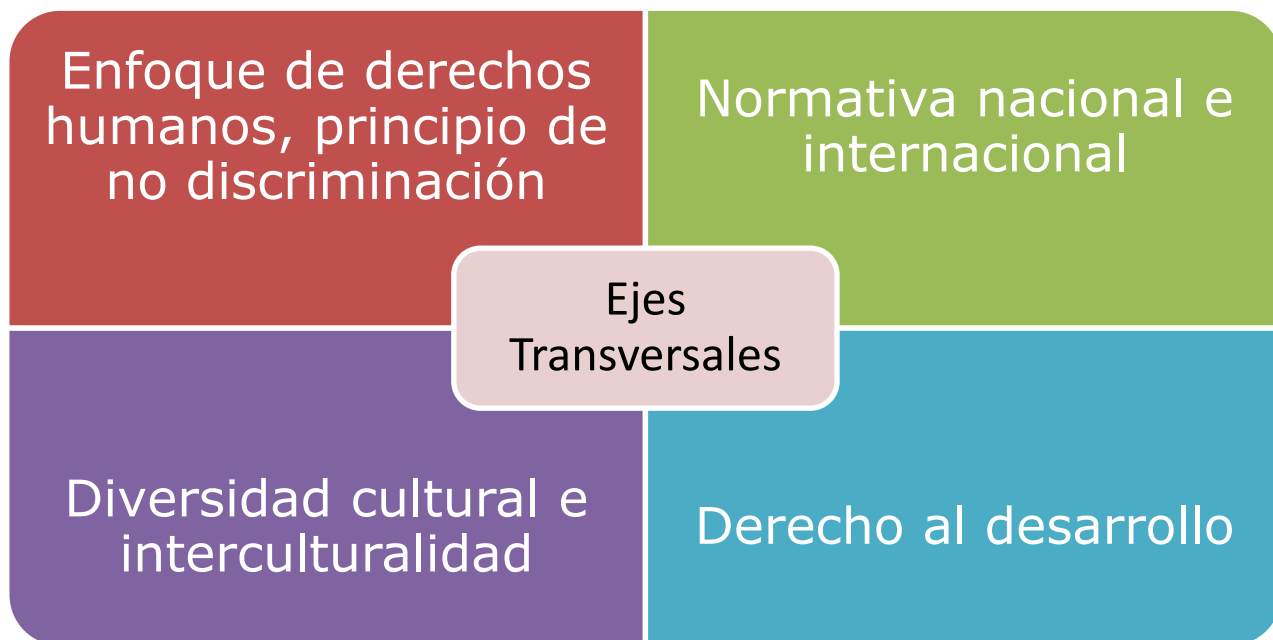 Enfoque de derechos
humanos, principio de
no discriminación
Normativa nacional e
internacional
Ejes
Transversales
Diversidad cultural e
interculturalidad
Derecho al desarrollo